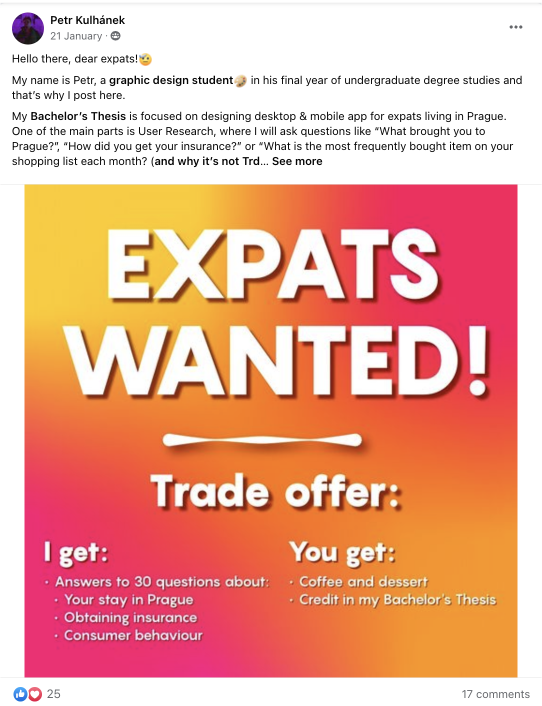 Petr Kulhánek
21 January ·
Hello there, dear expats!🫡
My name is Petr, a graphic design student🤌🏼 in his final year of undergraduate degree studies and
that's why I post here.
My Bachelor's Thesis is focused on designing desktop & mobile app for expats living in Prague.
One of the main parts is User Research, where I will ask questions like “What brought you to
Prague?”, “How did you get your insurance?” or “What is the most frequently bought item on your
shopping list each month? (and why it's not Trd... See more
EXPATS
WANTED!
Trade offer:
I get:
· Answers to 30 questions about:
· Your stay in Prague
· Obtaining insurance
· Consumer behaviour
You get:
· Coffee and dessert
· Credit in my Bachelor's Thesis
25
17 comments